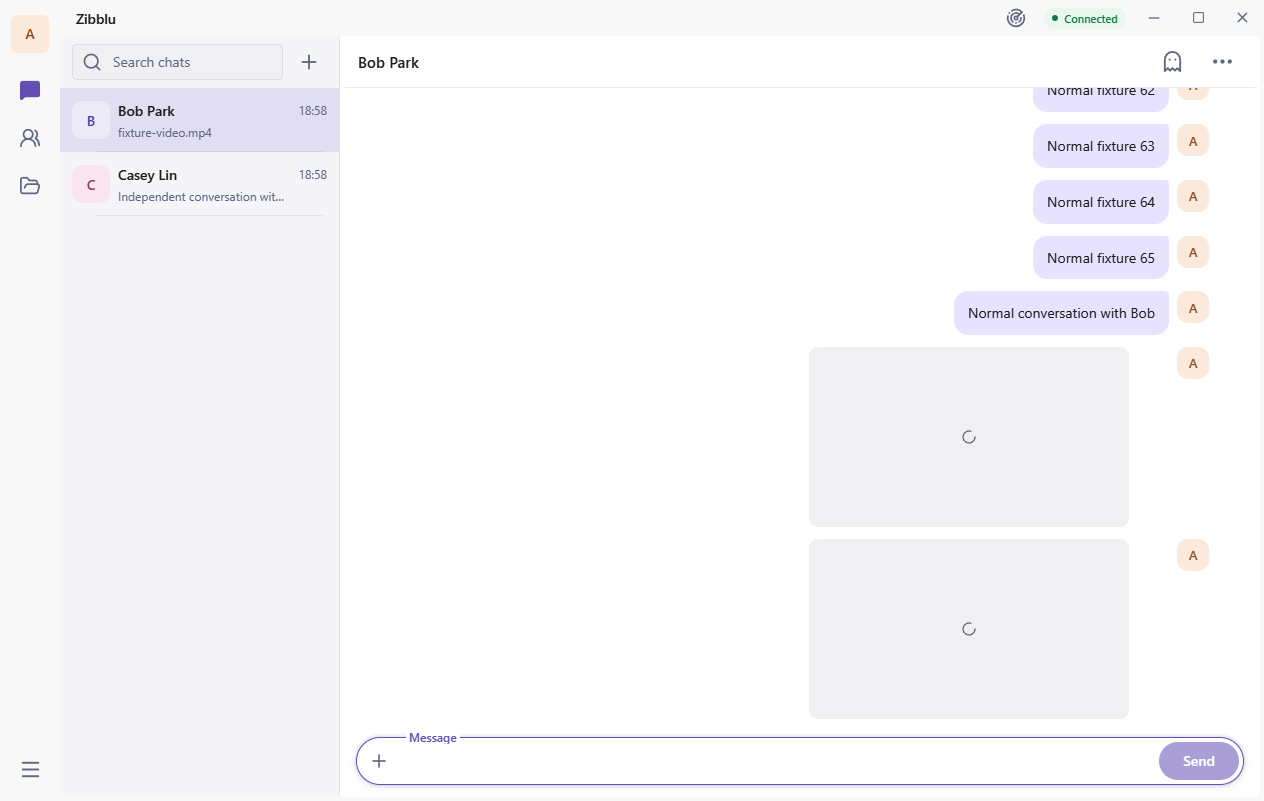 A
Zibblu
Connected
Search chats
B
Bob Park
18:58
fixture-video.mp4
C
Casey Lin
18:58
Independent conversation wit...
Bob Park
Normal fixture 62
A
Normal fixture 63
A
Normal fixture 64
A
Normal fixture 65
A
Normal conversation with Bob
A
A
A
Message
Send